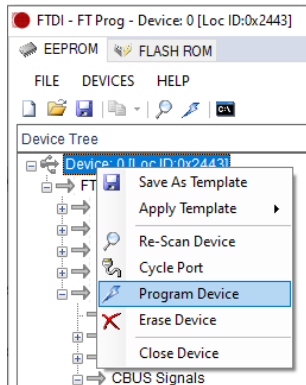 FTDI - FT Prog - Device: 0 [Loc ID:0x2443]
EEPROM FLASH ROM
FILE DEVICES HELP
Device Tree
Device: 0 [Loc ID:0x2443]
FT
Save As Template
Apply Template
Re-Scan Device
Cycle Port
Program Device
Erase Device
Close Device
CBUS Signals